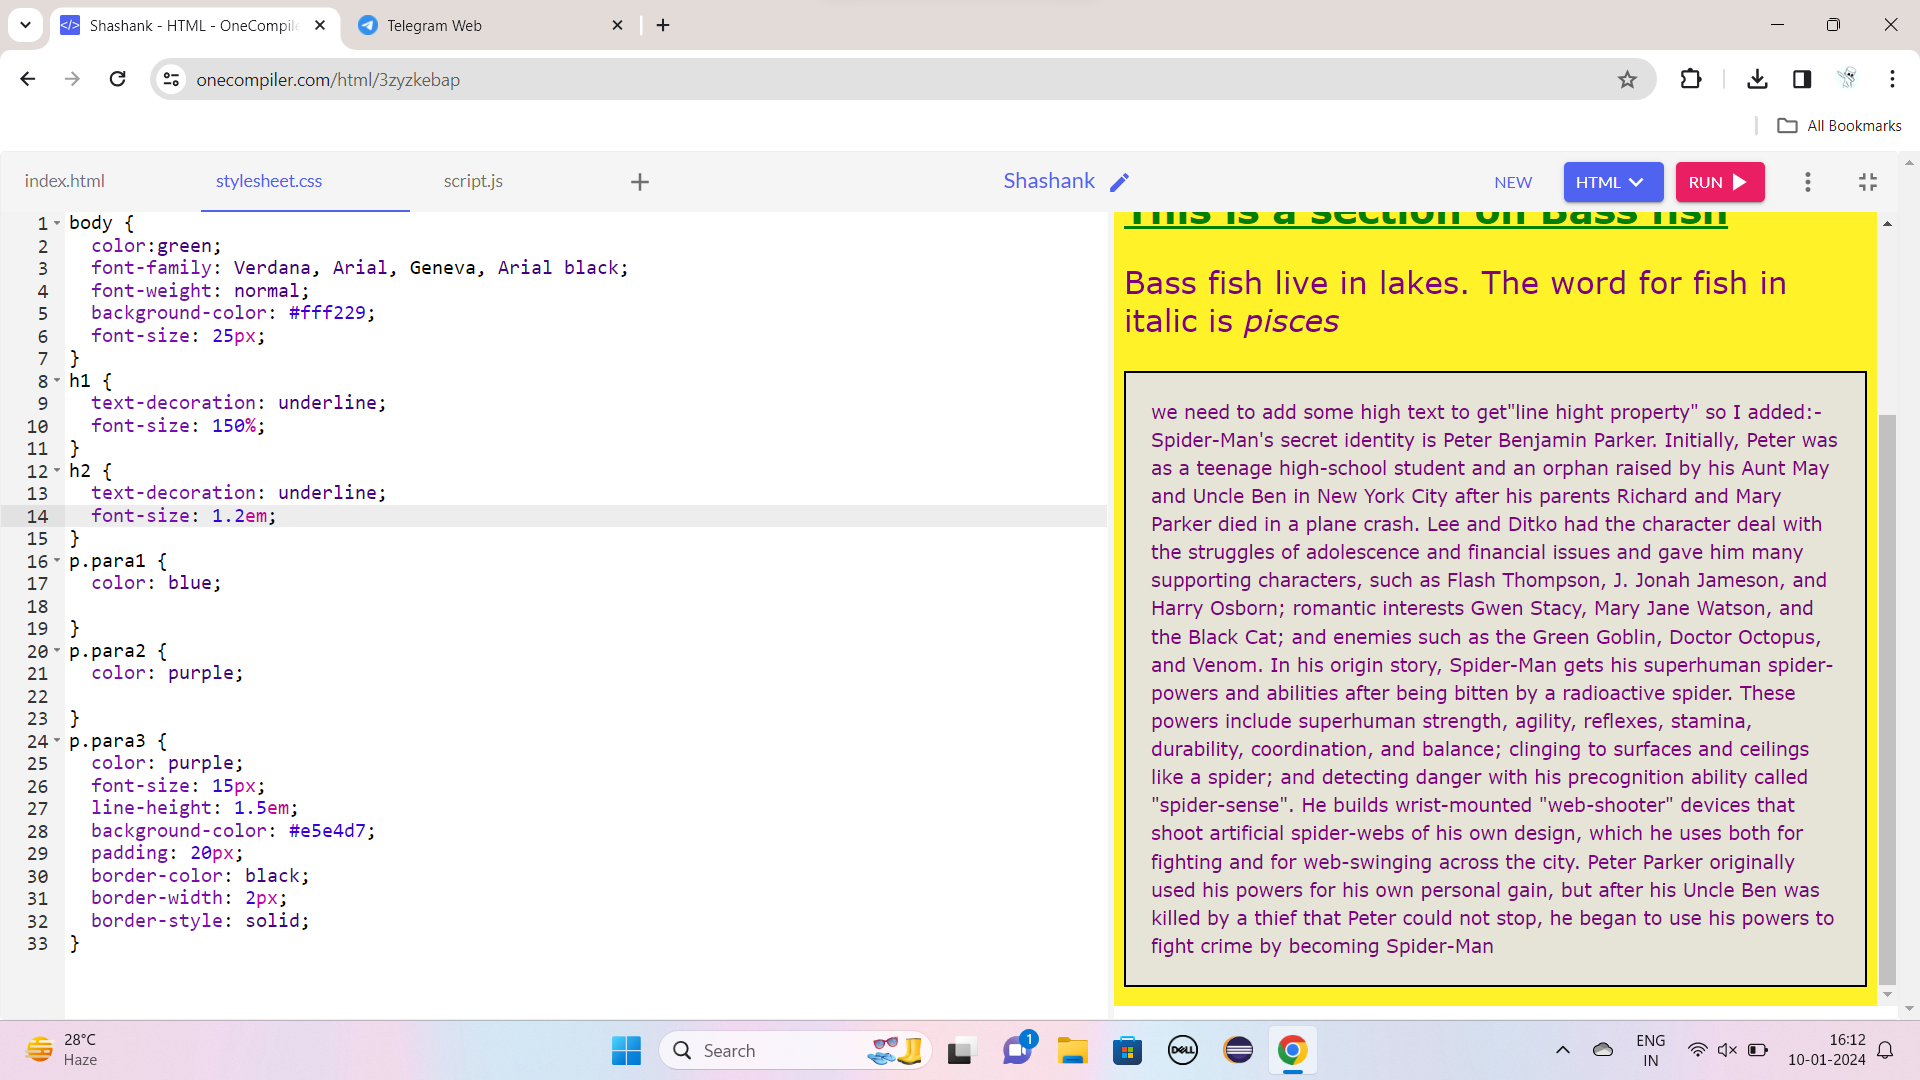 Shashank - HTML - OneCompile
Telegram Web
onecompiler.com/html/3zyzkebap
All Bookmarks
index.html
stylesheet.css
script.js
Shashank
NEW
HTML
RUN
1 body {
2 color:green;
3 font-family: Verdana, Arial, Geneva, Arial black;
4 font-weight: normal;
5 background-color: #fff229;
6 font-size: 25px;
7 }
8 h1 {
9 text-decoration: underline;
10 font-size: 150%;
11 }
12 h2 {
13 text-decoration: underline;
14 font-size: 1.2em;
15 }
16 p.para1 {
17 color: blue;
18
19 }
20 p.para2 {
21 color: purple;
22
23 }
24 p.para3 {
25 color: purple;
26 font-size: 15px;
27 line-height: 1.5em;
28 background-color: #e5e4d7;
29 padding: 20px;
30 border-color: black;
31 border-width: 2px;
32 border-style: solid;
33 }
This is a section on Bass fish
Bass fish live in lakes. The word for fish in
italic is pisces
we need to add some high text to get"line hight property" so I added:-
Spider-Man's secret identity is Peter Benjamin Parker. Initially, Peter was
as a teenage high-school student and an orphan raised by his Aunt May
and Uncle Ben in New York City after his parents Richard and Mary
Parker died in a plane crash. Lee and Ditko had the character deal with
the struggles of adolescence and financial issues and gave him many
supporting characters, such as Flash Thompson, J. Jonah Jameson, and
Harry Osborn; romantic interests Gwen Stacy, Mary Jane Watson, and
the Black Cat; and enemies such as the Green Goblin, Doctor Octopus,
and Venom. In his origin story, Spider-Man gets his superhuman spider-
powers and abilities after being bitten by a radioactive spider. These
powers include superhuman strength, agility, reflexes, stamina,
durability, coordination, and balance; clinging to surfaces and ceilings
like a spider; and detecting danger with his precognition ability called
"spider-sense". He builds wrist-mounted "web-shooter" devices that
shoot artificial spider-webs of his own design, which he uses both for
fighting and for web-swinging across the city. Peter Parker originally
used his powers for his own personal gain, but after his Uncle Ben was
killed by a thief that Peter could not stop, he began to use his powers to
fight crime by becoming Spider-Man
28°C
Haze
Search
1
DELL
ENG
IN
16:12
10-01-2024